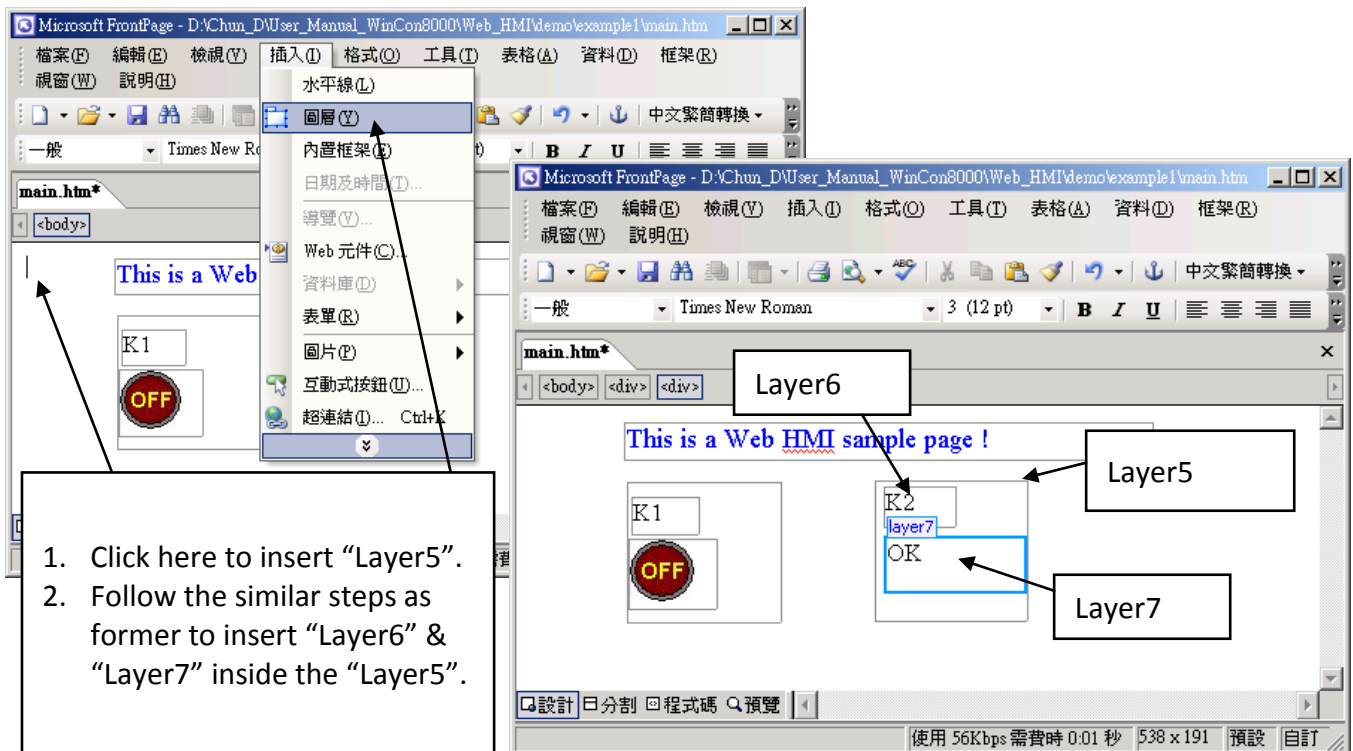 Microsoft FrontPage - D:\Chun_D\User_Manual_WinCon8000\Web_HMI\demo\example1\main.htm
檔案(F) 編輯(E) 檢視(V) 插入(I) 格式(O) 工具(T) 表格(A) 資料(D) 框架(R)
視窗(W) 說明(H)
中文繁簡轉換
一般 Times New Ro
B I U
水平線(L)
圖層(Y)
內置框架(E)
日期及時間(T)...
導覽(V)...
Web 元件(C)...
資料庫(D)
表單(R)
圖片(P)
互動式按鈕(U)...
超連結(I)... Ctrl+K
main.htm*
<body>
This is a Web
K1
OFF
1. Click here to insert “Layer5”.
2. Follow the similar steps as
former to insert “Layer6” &
“Layer7” inside the “Layer5”.
Microsoft FrontPage - D:\Chun_D\User_Manual_WinCon8000\Web_HMI\demo\example1\main.htm
檔案(F) 編輯(E) 檢視(V) 插入(I) 格式(O) 工具(T) 表格(A) 資料(D) 框架(R)
視窗(W) 說明(H)
ABC 中文繁簡轉換
一般 Times New Roman 3 (12 pt) B I U
main.htm*
<body> <div> <div>
Layer6
This is a Web HMI sample page !
Layer5
K1
OFF
K2
layer7
OK
Layer7
設計 分割 程式碼 預覽
使用 56Kbps 需費時 0:01 秒 538 x 191 預設 自訂